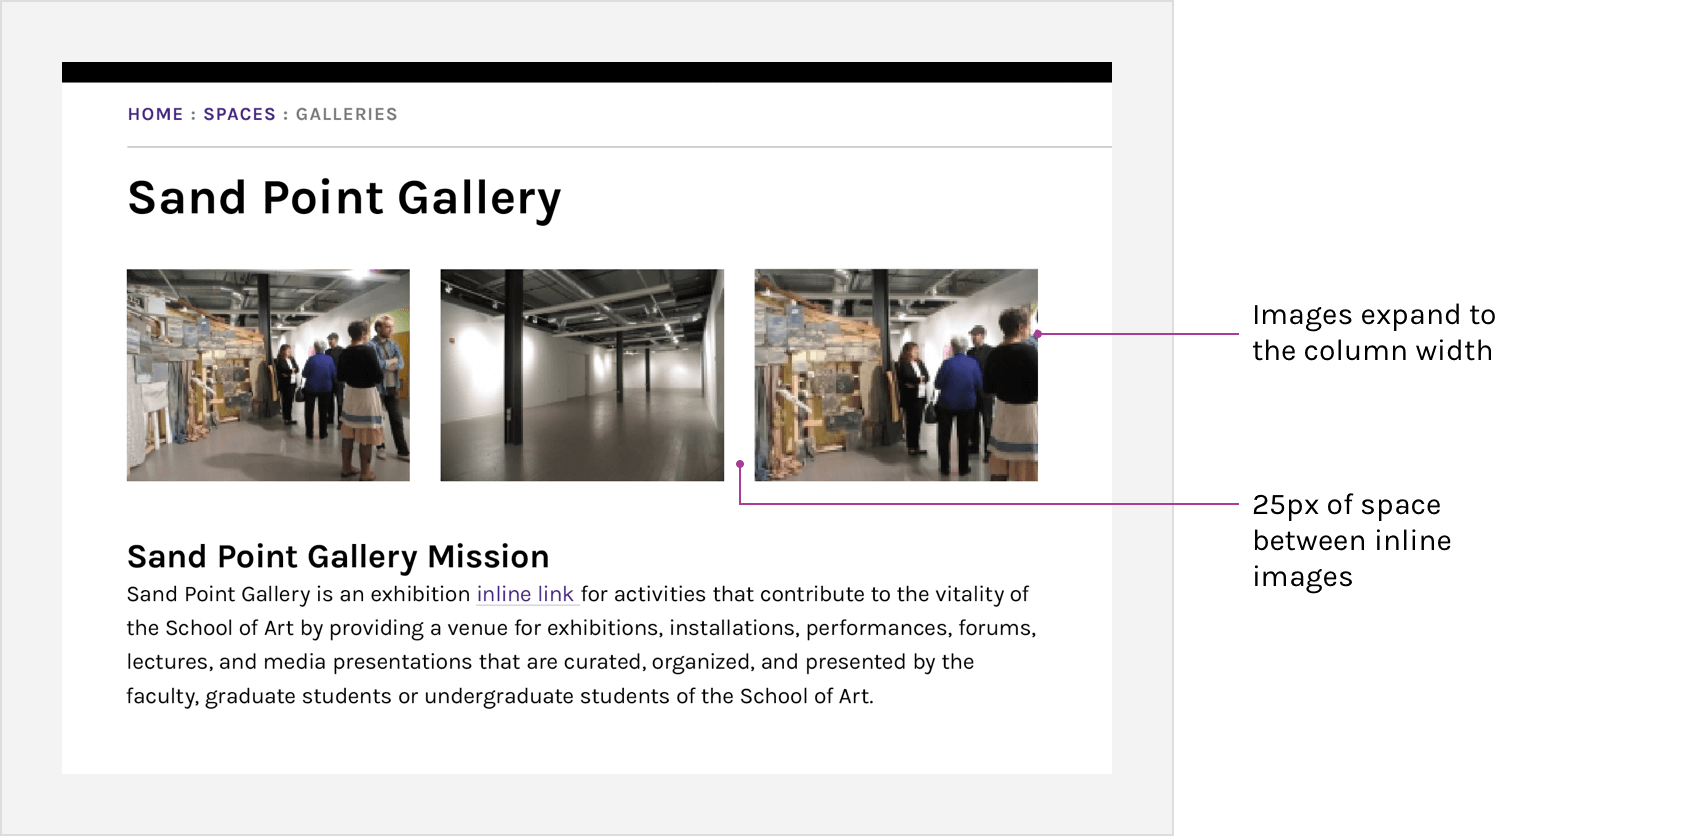 HOME : SPACES : GALLERIES
Sand Point Gallery
Images expand to
the column width
25px of space
between inline
images
Sand Point Gallery Mission
Sand Point Gallery is an exhibition inline link for activities that contribute to the vitality of
the School of Art by providing a venue for exhibitions, installations, performances, forums,
lectures, and media presentations that are curated, organized, and presented by the
faculty, graduate students or undergraduate students of the School of Art.